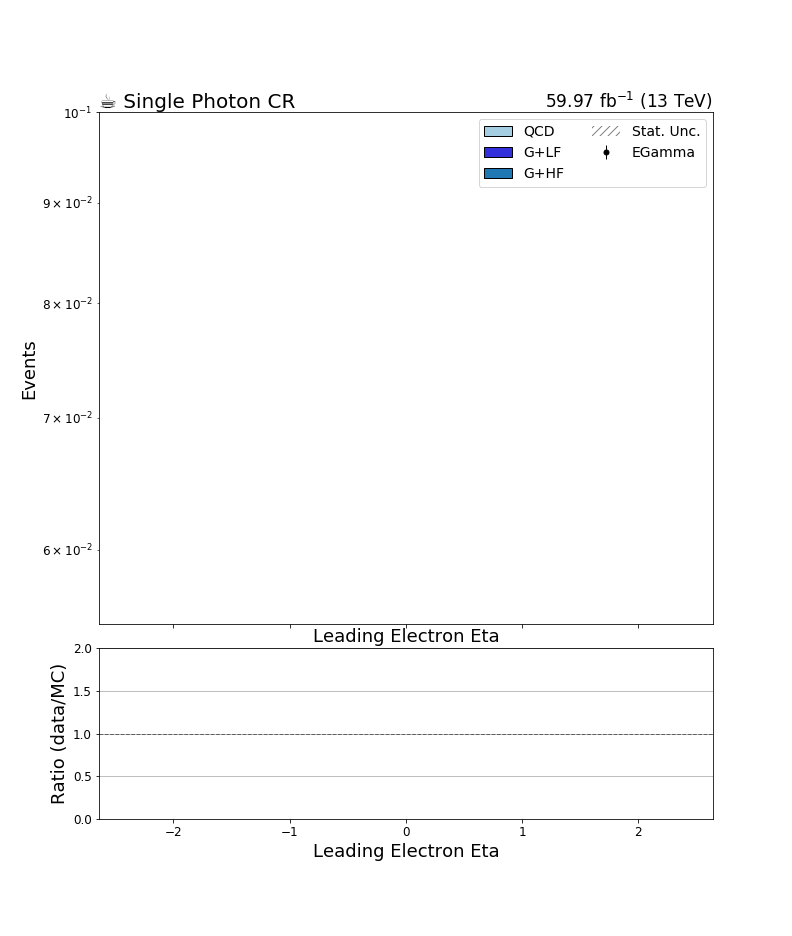 ☕ Single Photon CR 59.97 fb⁻¹ (13 TeV)
QCD Stat. Unc.
G+LF EGamma
G+HF
10⁻¹
9 × 10⁻²
8 × 10⁻²
7 × 10⁻²
6 × 10⁻²
Events
Leading Electron Eta
2.0
1.5
1.0
0.5
0.0
Ratio (data/MC)
−2 −1 0 1 2
Leading Electron Eta